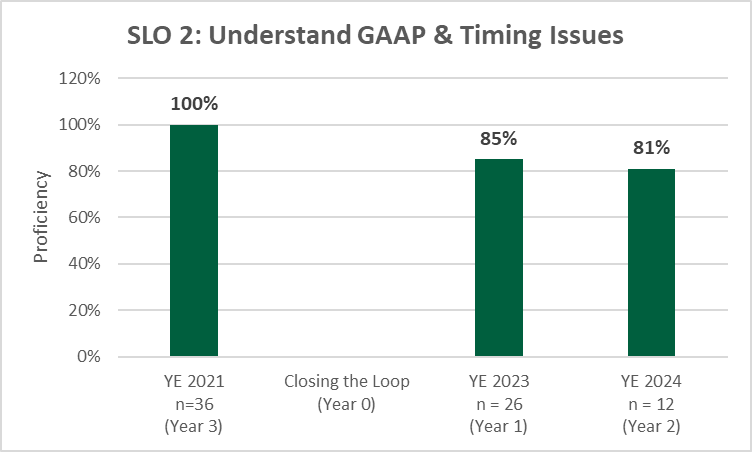 SLO 2: Understand GAAP & Timing Issues
120%
100%
80%
60%
40%
20%
0%
Proficiency
100%
85%
81%
YE 2021
n=36
(Year 3)
Closing the Loop
(Year 0)
YE 2023
n = 26
(Year 1)
YE 2024
n = 12
(Year 2)